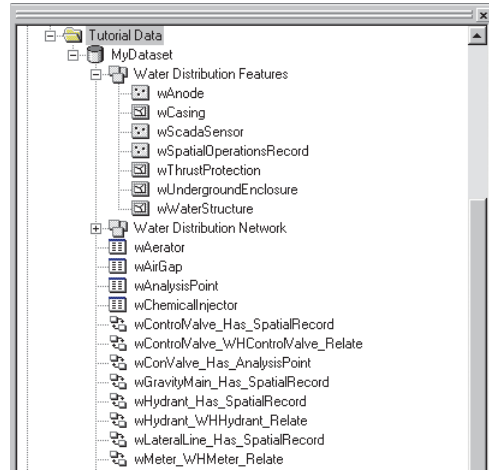 Tutorial Data
MyDataset
Water Distribution Features
wAnode
wCasing
wScadaSensor
wSpatialOperationsRecord
wThrustProtection
wUndergroundEnclosure
wWaterStructure
Water Distribution Network
wAerator
wAirGap
wAnalysisPoint
wChemicalInjector
wControlValve_Has_SpatialRecord
wControlValve_WHControlValve_Relate
wConValve_Has_AnalysisPoint
wGravityMain_Has_SpatialRecord
wHydrant_Has_SpatialRecord
wHydrant_WHHydrant_Relate
wLateralLine_Has_SpatialRecord
wMeter_WHMeter_Relate